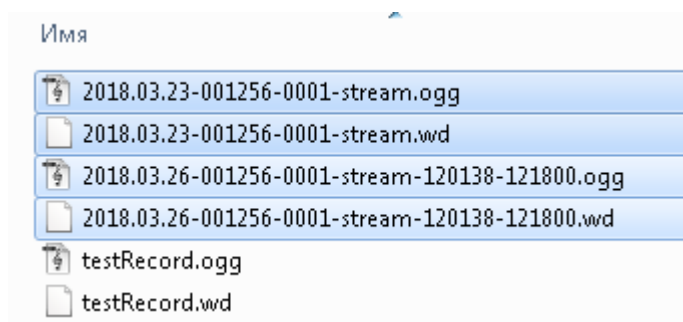 Имя
2018.03.23-001256-0001-stream.ogg
2018.03.23-001256-0001-stream.wd
2018.03.26-001256-0001-stream-120138-121800.ogg
2018.03.26-001256-0001-stream-120138-121800.wd
testRecord.ogg
testRecord.wd